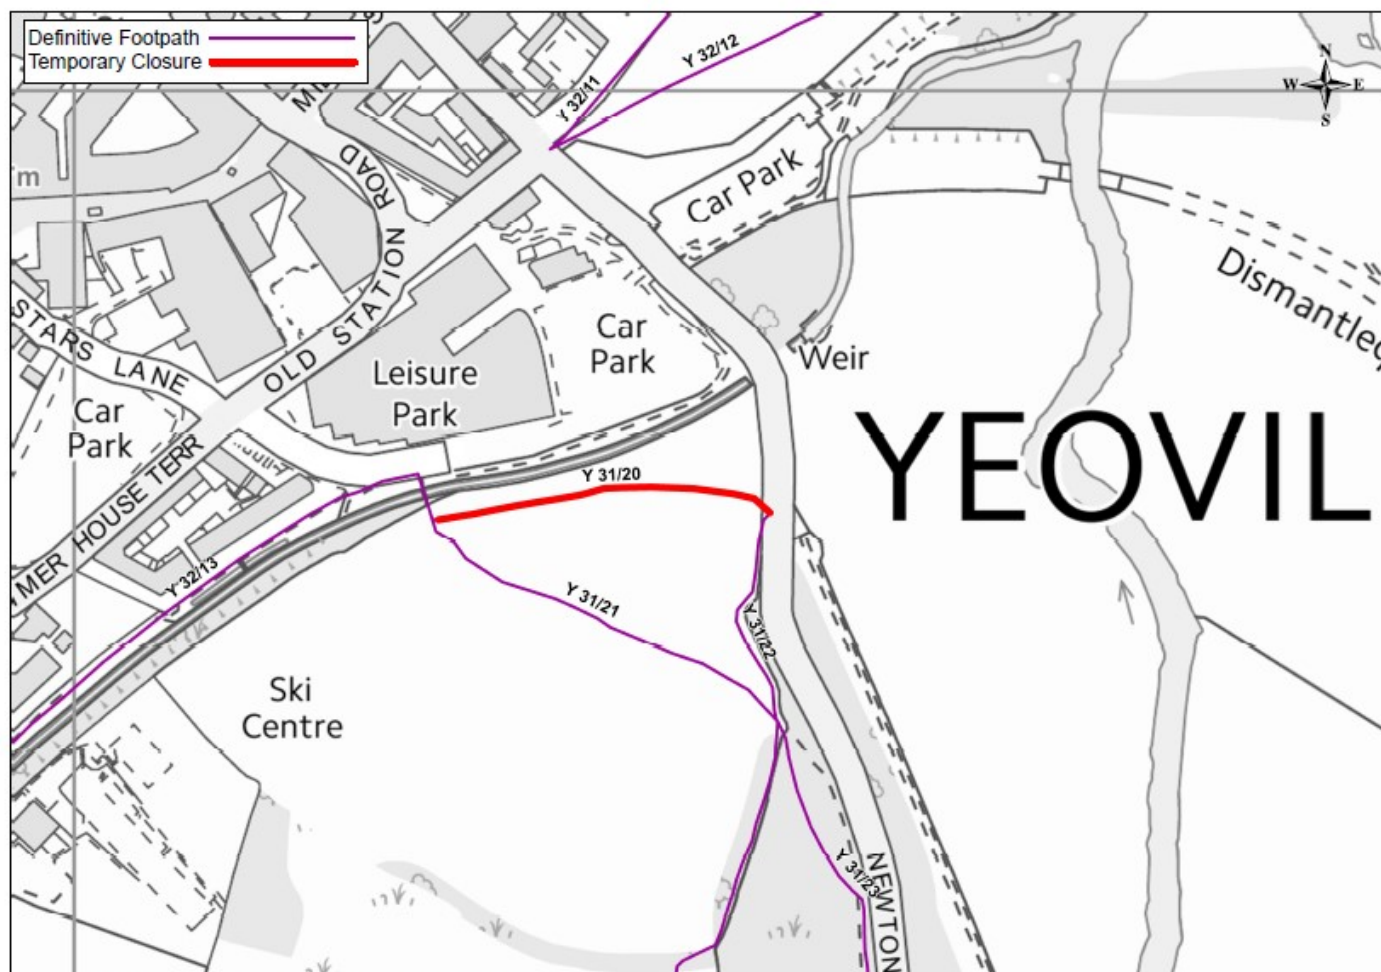 Definitive Footpath
Temporary Closure
Y 32/12
Y 32/11
N
W E
S
ROAD
Car Park
Dismantled
OLD STATION
STARS LANE
Leisure
Park
Car
Park
Weir
Car
Park
YEOVIL
HOUSE TERR
Y 31/20
Y 32/13
Y 31/21
Y 31/22
Ski
Centre
Y 31/23
NEWTON